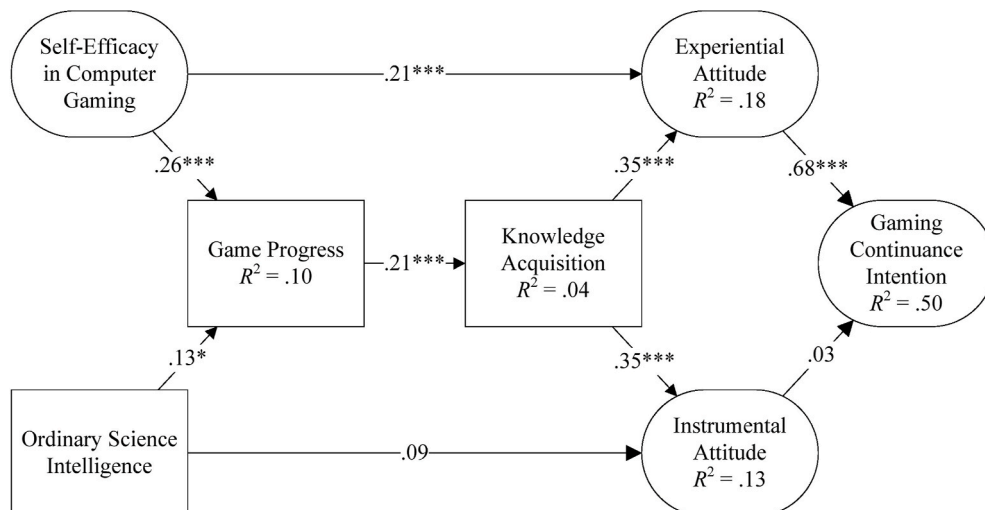 Self-Efficacy
in Computer
Gaming
.21***
Experiential
Attitude
R² = .18
.26***
.35***
.68***
Game Progress
R² = .10
.21***
Knowledge
Acquisition
R² = .04
Gaming
Continuance
Intention
R² = .50
.13*
.35***
.03
Ordinary Science
Intelligence
.09
Instrumental
Attitude
R² = .13